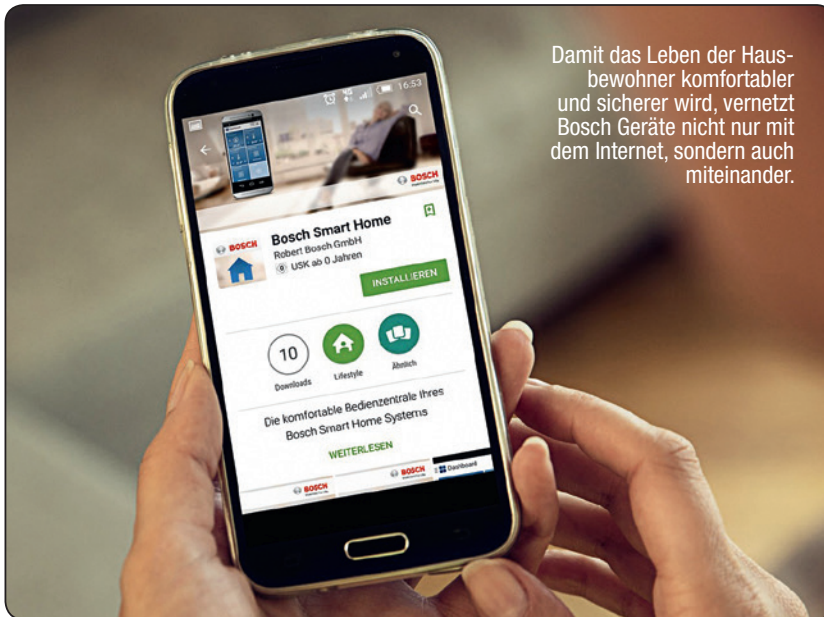 Damit das Leben der Haus-
bewohner komfortabler
und sicherer wird, vernetzt
Bosch Geräte nicht nur mit
dem Internet, sondern auch
miteinander.
16:53
BOSCH
BOSCH
Bosch Smart Home
Robert Bosch GmbH
USK ab 0 Jahren
INSTALLIEREN
10
Downloads
Lifestyle
Ähnlich
Die komfortable Bedienzentrale Ihres
Bosch Smart Home Systems
WEITERLESEN
BOSCH
BOSCH
Dashboard